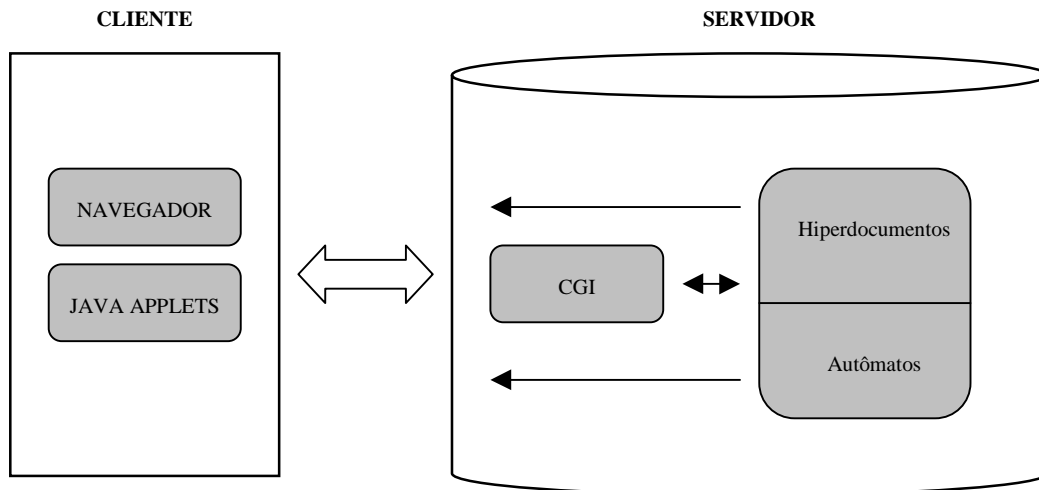 CLIENTE
SERVIDOR
NAVEGADOR
JAVA APPLETS
CGI
Hiperdocumentos
Autômatos